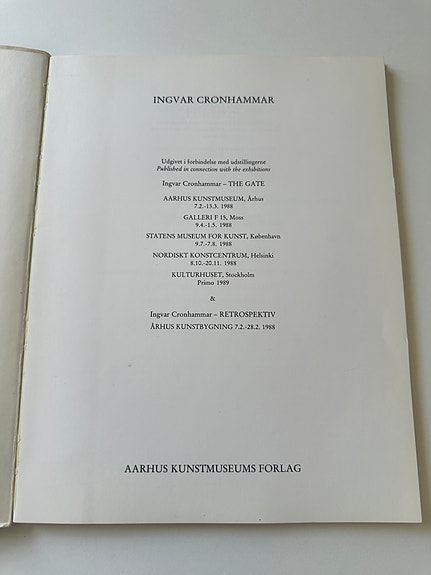 INGVAR CRONHAMMAR
Udgivet i forbindelse med udstillingerne
Published in connection with the exhibitions
Ingvar Cronhammar – THE GATE
AARHUS KUNSTMUSEUM, Århus
7.2.-13.3. 1988
GALLERI F 15, Moss
9.4.-1.5. 1988
STATENS MUSEUM FOR KUNST, København
9.7.-7.8. 1988
NORDISKT KONSTCENTRUM, Helsinki
8.10.-20.11. 1988
KULTURHUSET, Stockholm
Primo 1989
&
Ingvar Cronhammar – RETROSPEKTIV
ÅRHUS KUNSTBYGNING 7.2.-28.2. 1988
AARHUS KUNSTMUSEUMS FORLAG